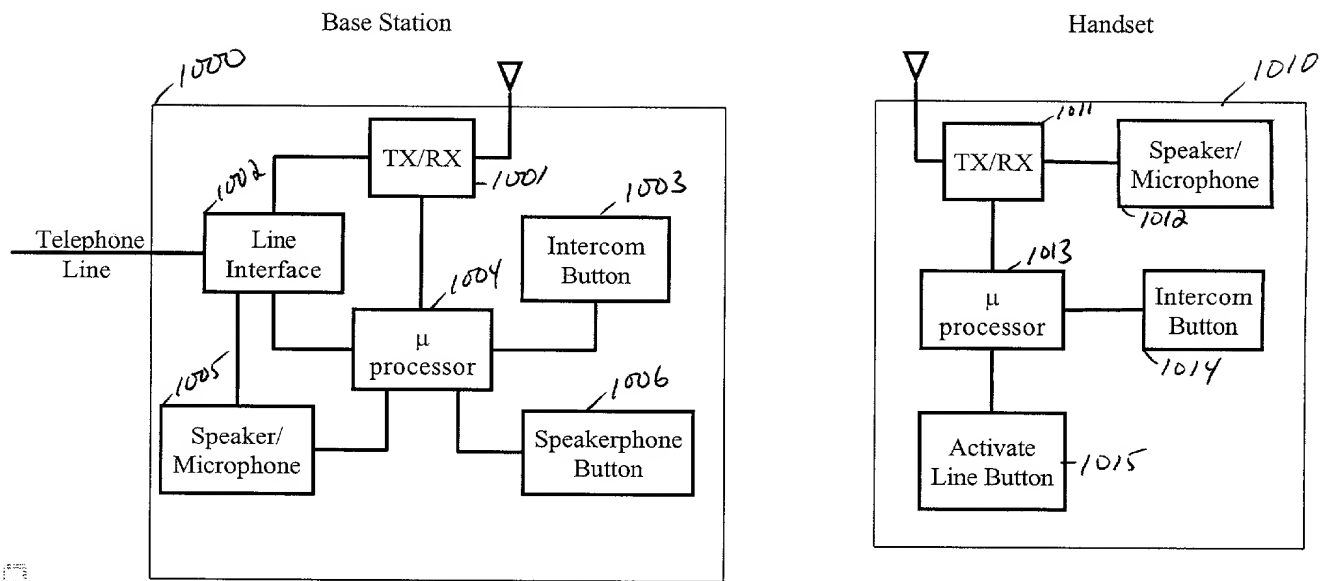 Base Station
Handset
1000
1010
TX/RX
1001
1002
1003
Telephone
Line
Line
Interface
Intercom
Button
1004
μ
processor
1005
1006
Speaker/
Microphone
Speakerphone
Button
1011
TX/RX
Speaker/
Microphone
1012
1013
μ
processor
Intercom
Button
1014
Activate
Line Button
1015